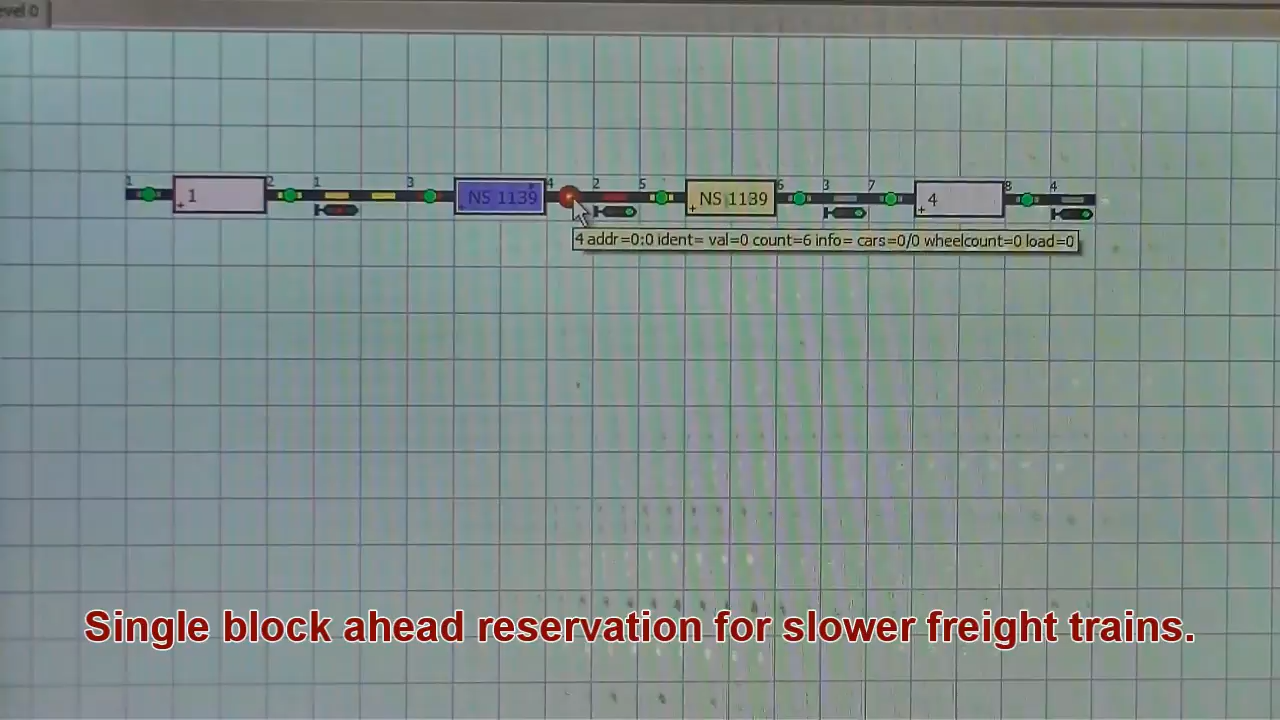 evel 0
1 2 1 3 4 2 5 6 3 7 8 4
1 NS 1139 NS 1139 4
4 addr=0:0 ident= val=0 count=6 info= cars=0/0 wheelcount=0 load=0
Single block ahead reservation for slower freight trains.